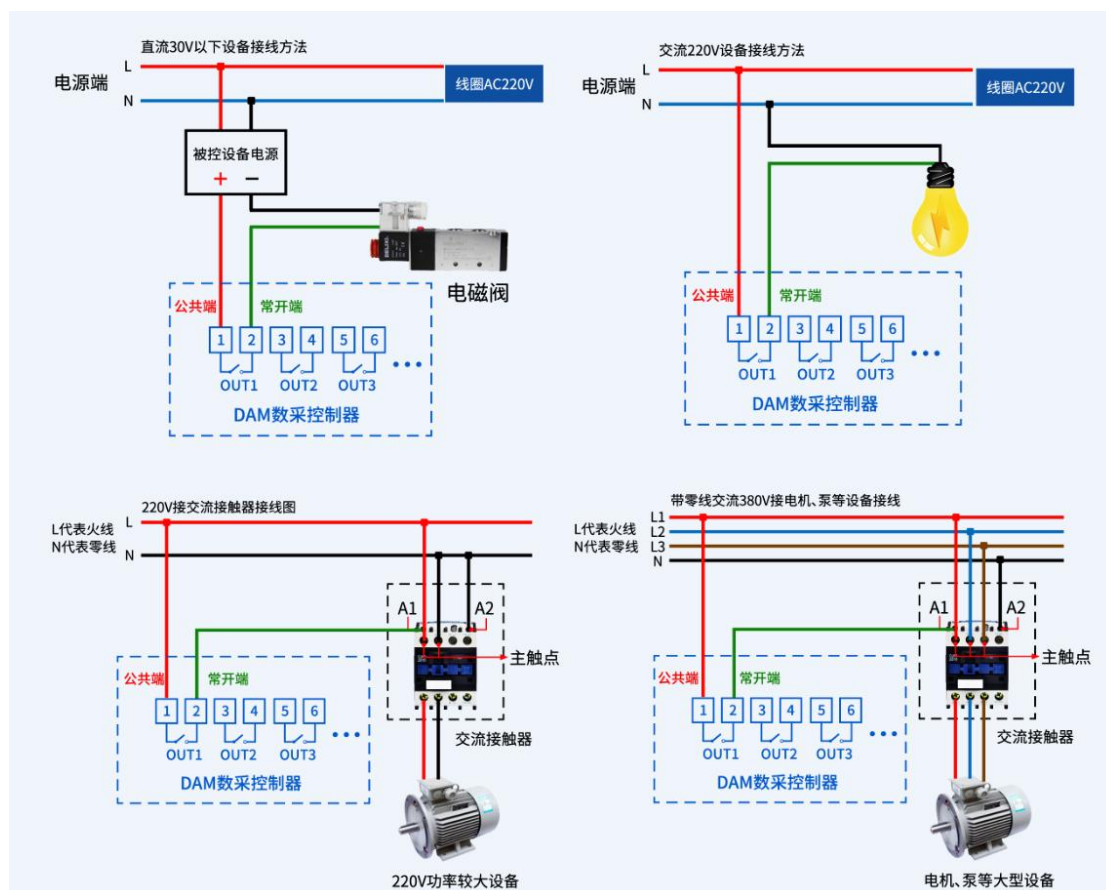 直流30V以下设备接线方法
L
电源端
线圈AC220V
N
被控设备电源
+ −
电磁阀
公共端
常开端
1 2 3 4 5 6
OUT1 OUT2 OUT3
DAM数采控制器
交流220V设备接线方法
L
电源端
线圈AC220V
N
公共端
常开端
1 2 3 4 5 6
OUT1 OUT2 OUT3
DAM数采控制器
220V接交流接触器接线图
L代表火线
L
N代表零线
N
A1 A2
主触点
公共端
常开端
1 2 3 4 5 6
交流接触器
OUT1 OUT2 OUT3
DAM数采控制器
220V功率较大设备
带零线交流380V接电机、泵等设备接线
L1
L代表火线
L2
N代表零线
L3
N
A1 A2
主触点
公共端
常开端
1 2 3 4 5 6
交流接触器
OUT1 OUT2 OUT3
DAM数采控制器
电机、泵等大型设备